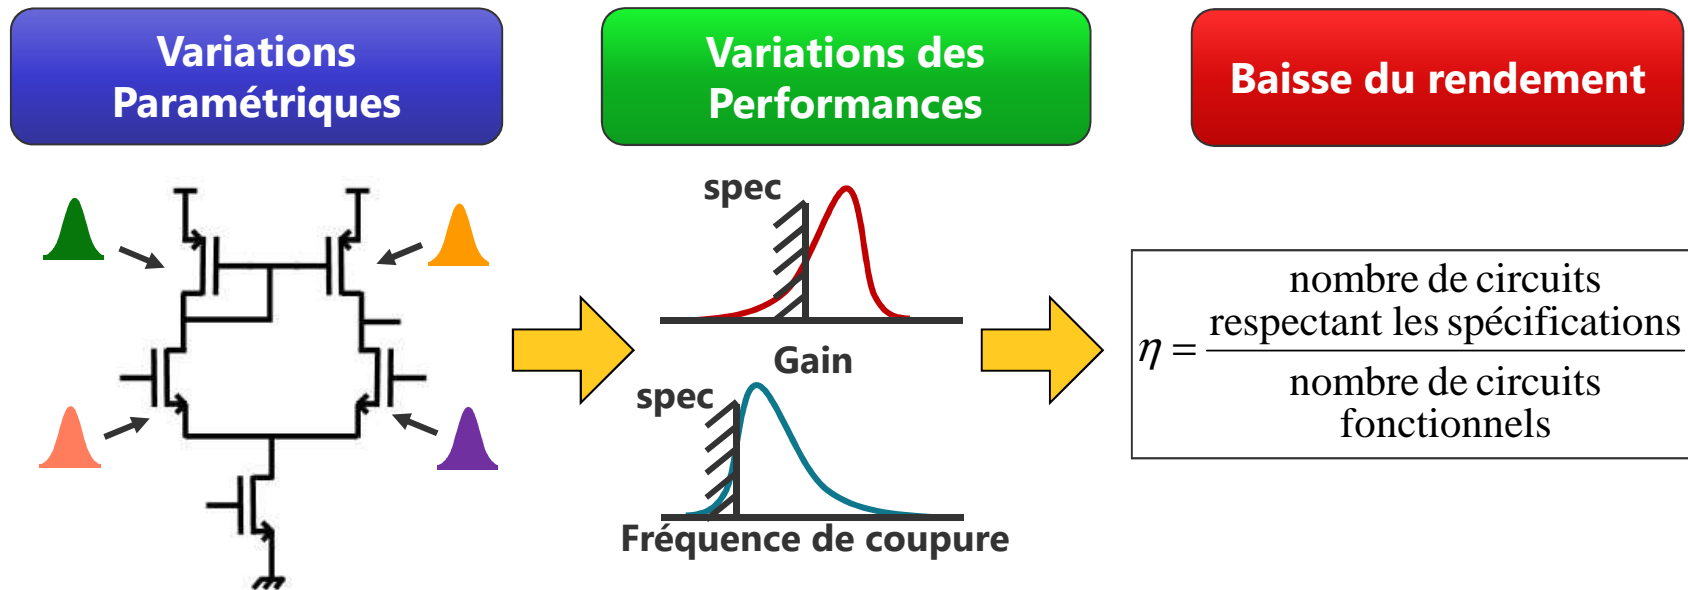 Variations
Paramétriques
Variations des
Performances
Baisse du rendement
spec
Gain
spec
Fréquence de coupure
nombre de circuits
respectant les spécifications
η =
nombre de circuits
fonctionnels